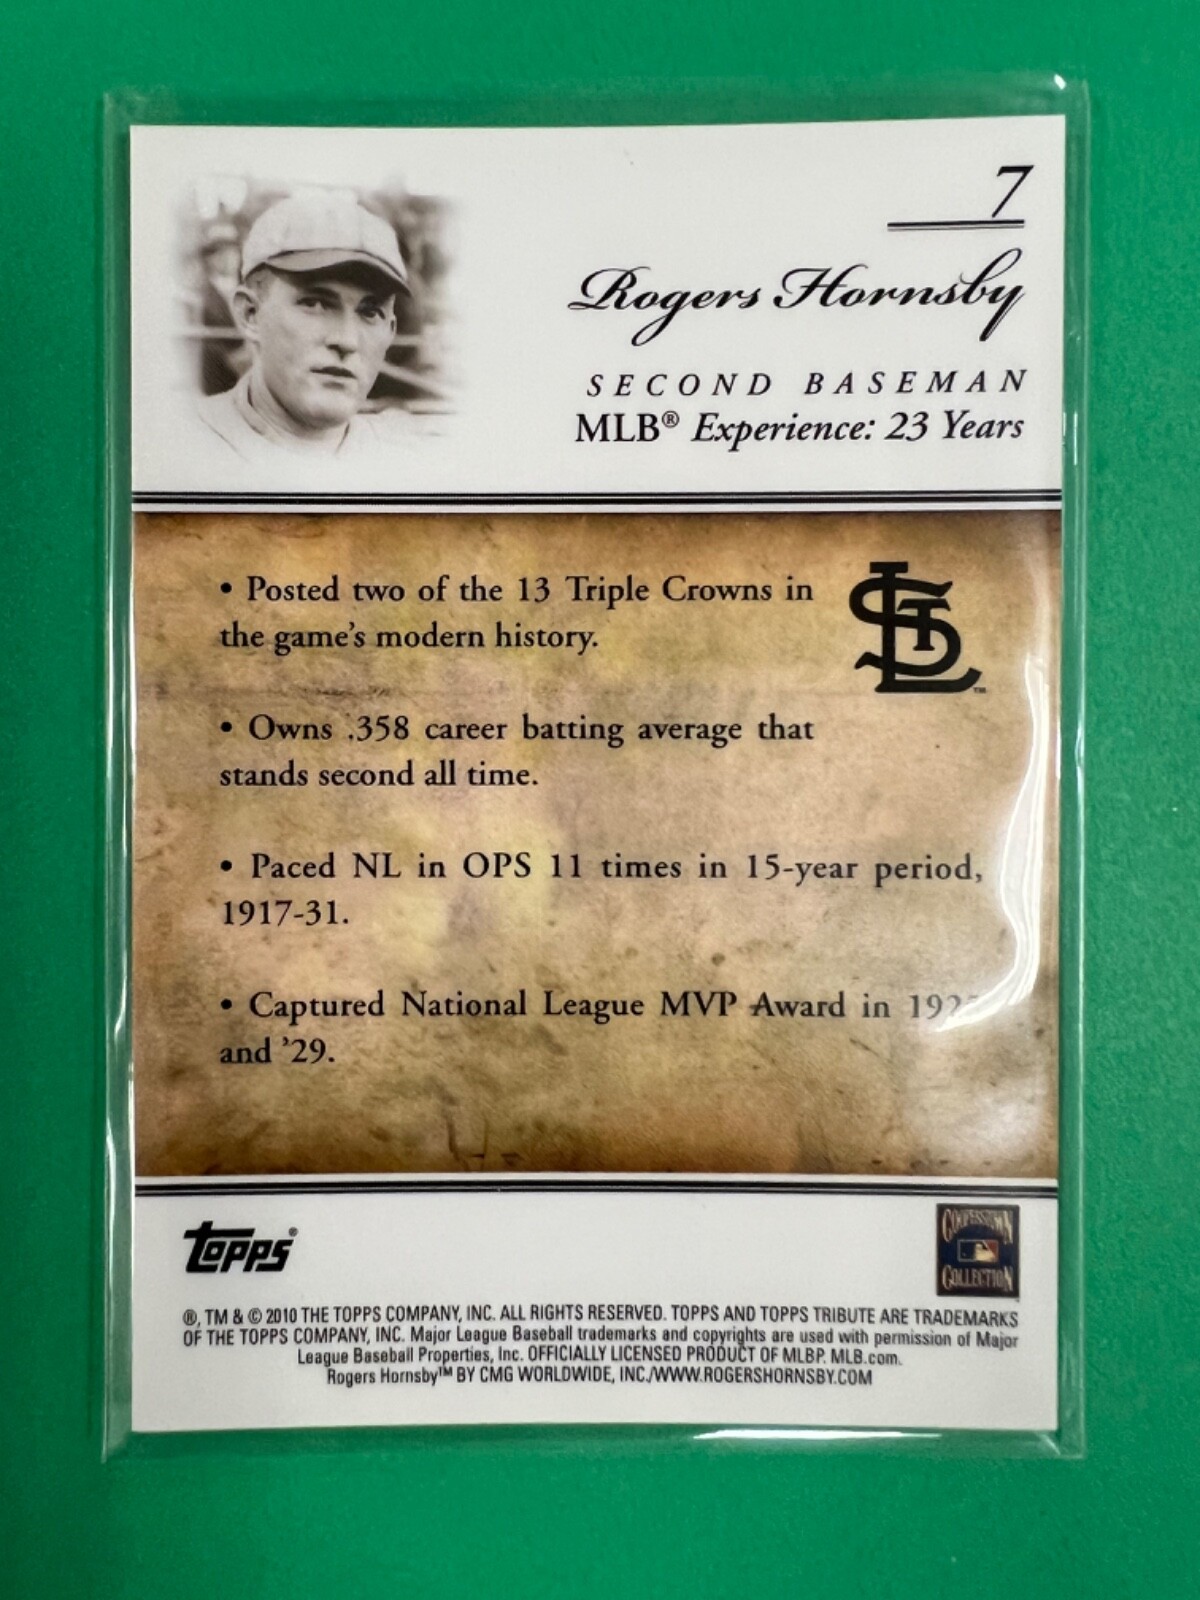 7
Rogers Hornsby
SECOND BASEMAN
MLB® Experience: 23 Years
• Posted two of the 13 Triple Crowns in
the game's modern history.
STL™
• Owns .358 career batting average that
stands second all time.
• Paced NL in OPS 11 times in 15-year period,
1917-31.
• Captured National League MVP Award in
and '29.
topps®
COOPERSTOWN
COLLECTION
®, TM & © 2010 THE TOPPS COMPANY, INC. ALL RIGHTS RESERVED. TOPPS AND TOPPS TRIBUTE ARE TRADEMARKS
OF THE TOPPS COMPANY, INC. Major League Baseball trademarks and copyrights are used with permission of Major
League Baseball Properties, Inc. OFFICIALLY LICENSED PRODUCT OF MLBP. MLB.com.
Rogers Hornsby™ BY CMG WORLDWIDE, INC./WWW.ROGERSHORNSBY.COM